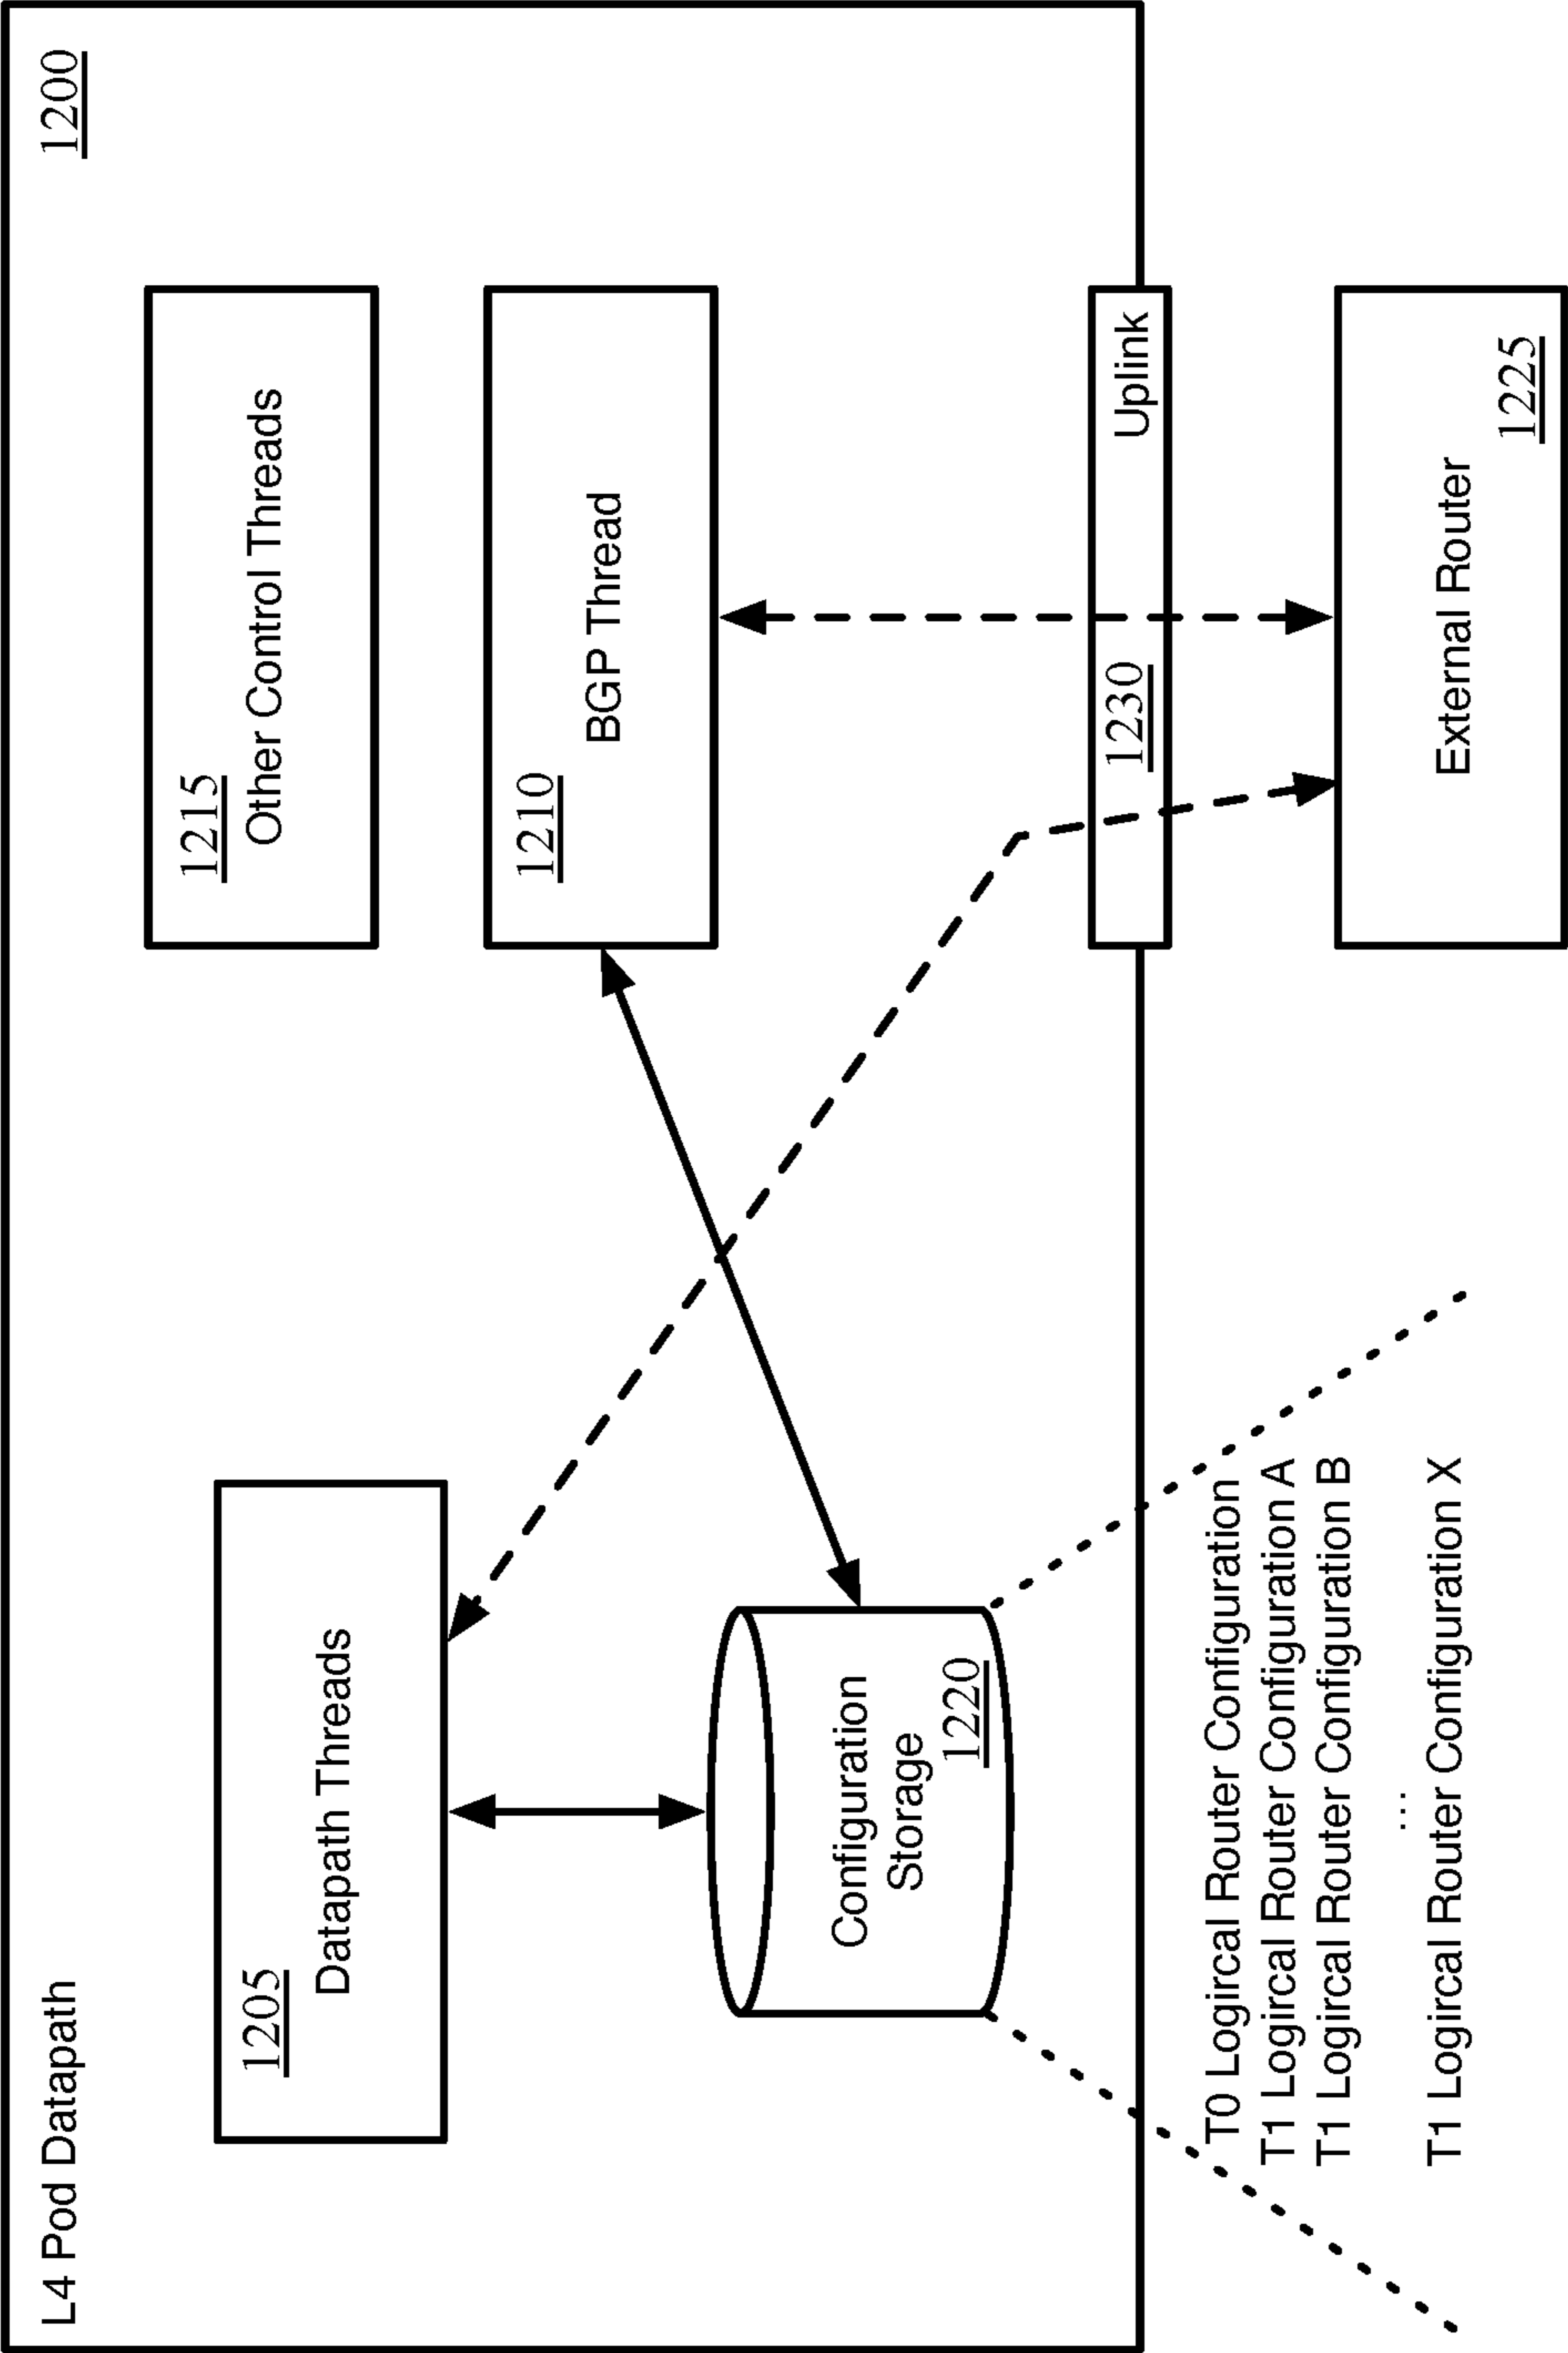 L4 Pod Datapath
1200
1205
Datapath Threads
1215
Other Control Threads
1210
BGP Thread
Configuration
Storage
1220
1230
Uplink
T0 Logircal Router Configuration
T1 Logircal Router Configuration A
T1 Logircal Router Configuration B
...
T1 Logircal Router Configuration X
External Router
1225